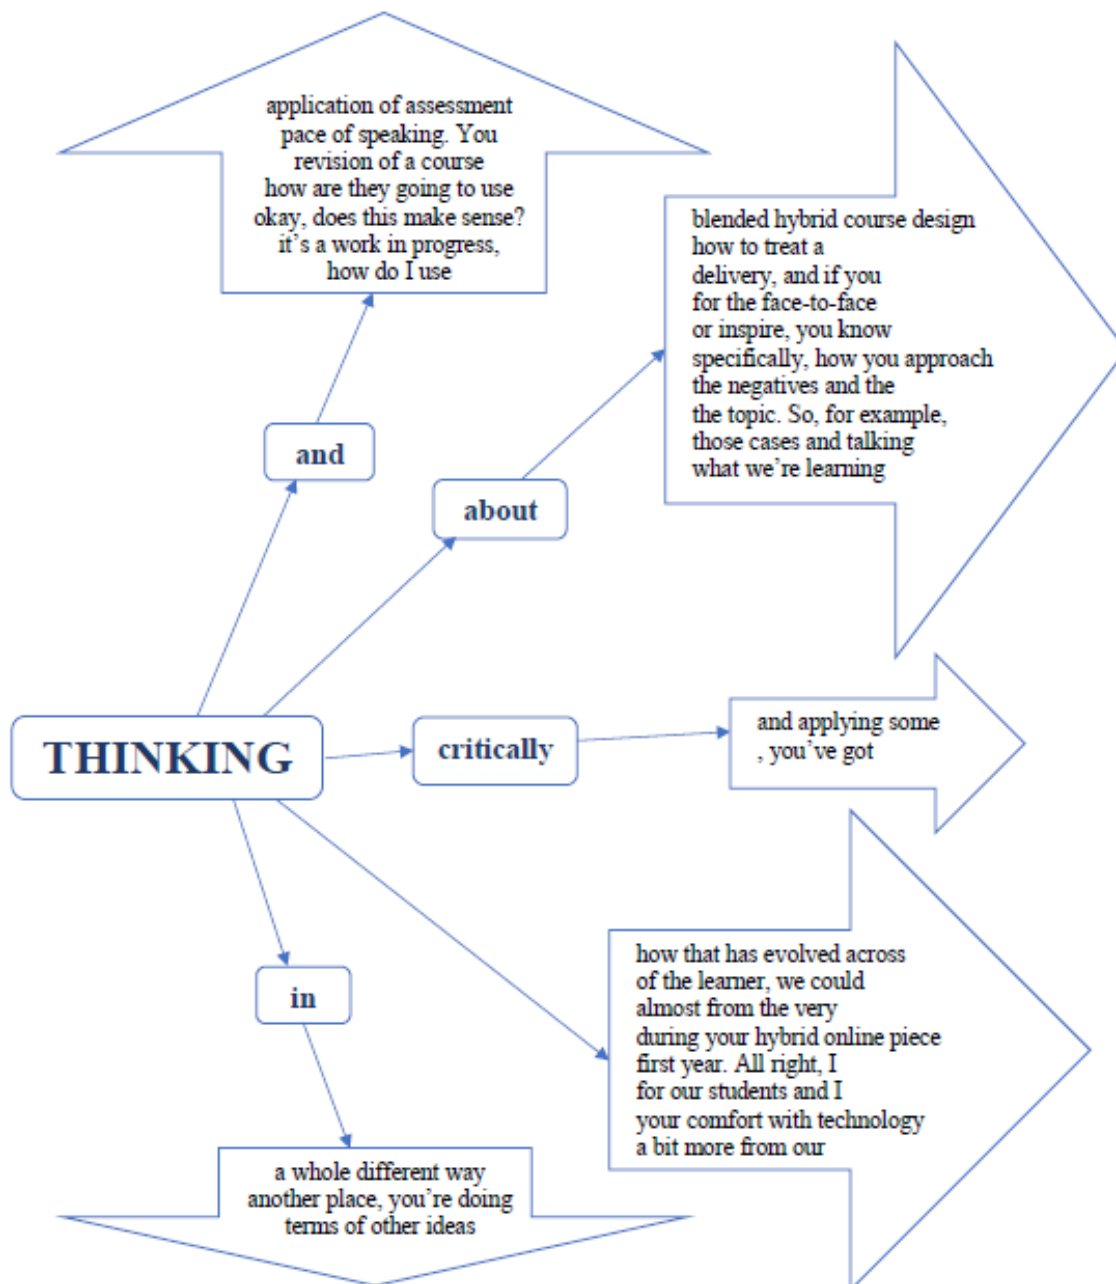 application of assessment
pace of speaking. You
revision of a course
how are they going to use
okay, does this make sense?
it's a work in progress,
how do I use
and
blended hybrid course design
how to treat a
delivery, and if you
for the face-to-face
or inspire, you know
specifically, how you approach
the negatives and the
the topic. So, for example,
those cases and talking
what we're learning
about
THINKING
critically
and applying some
, you've got
in
how that has evolved across
of the learner, we could
almost from the very
during your hybrid online piece
first year. All right, I
for our students and I
your comfort with technology
a bit more from our
a whole different way
another place, you're doing
terms of other ideas